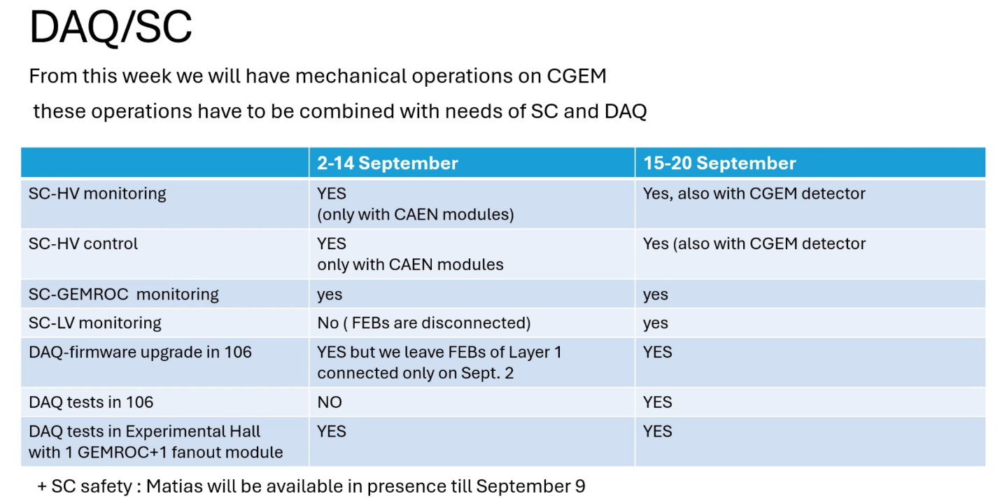 DAQ/SC
From this week we will have mechanical operations on CGEM
these operations have to be combined with needs of SC and DAQ
2-14 September
15-20 September
SC-HV monitoring
YES
(only with CAEN modules)
Yes, also with CGEM detector
SC-HV control
YES
only with CAEN modules
Yes (also with CGEM detector
SC-GEMROC  monitoring
yes
yes
SC-LV monitoring
No ( FEBs are disconnected)
yes
DAQ-firmware upgrade in 106
YES but we leave FEBs of Layer 1
connected only on Sept. 2
YES
DAQ tests in 106
NO
YES
DAQ tests in Experimental Hall
with 1 GEMROC+1 fanout module
YES
YES
+ SC safety : Matias will be available in presence till September 9